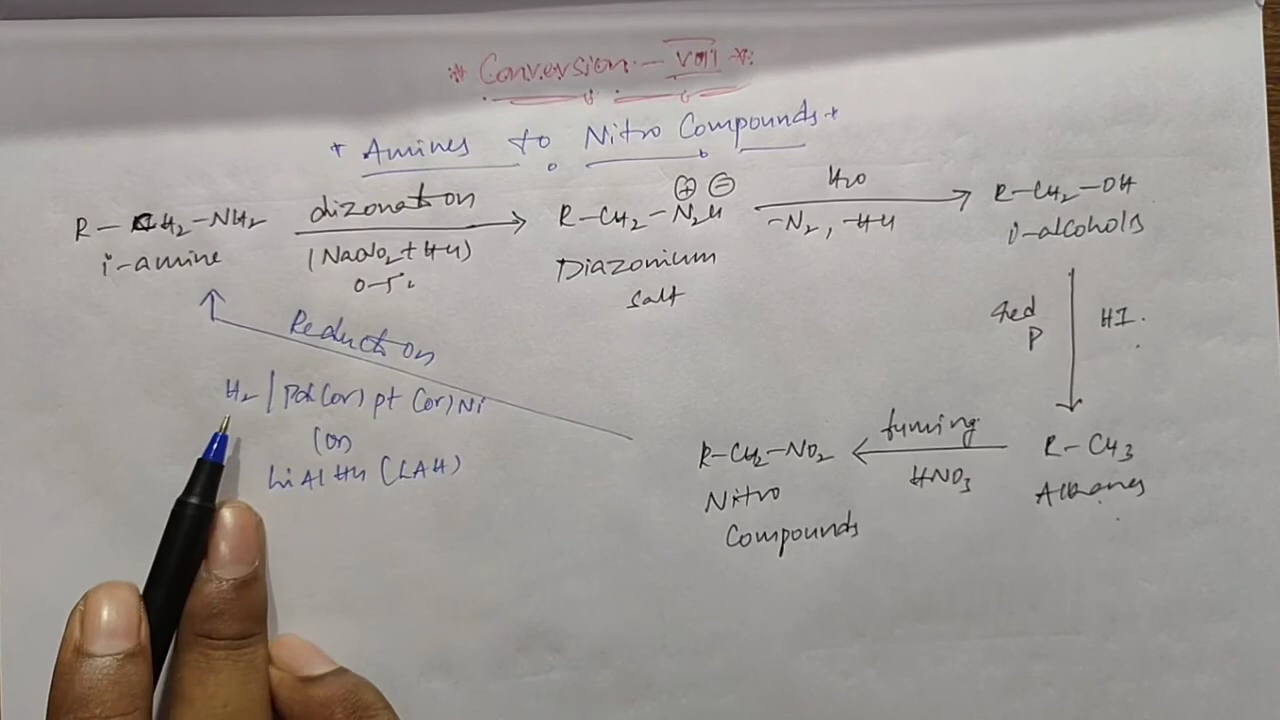 * Conversion - VIII *
* Amines to Nitro Compounds *
R-CH2-NH2
1-amine
dizonation
(NaNO2 + HCl)
0-5°c
R-CH2-N2Cl
⊕ ⊖
Diazonium
Salt
H2O
-N2, -HCl
R-CH2-OH
1-alcohols
red
P
HI.
R-CH3
Alkanes
fuming
HNO3
R-CH2-NO2
Nitro
Compounds
Reduction
H2 / Pd (or) pt (or) Ni
(or)
LiAlH4 (LAH)